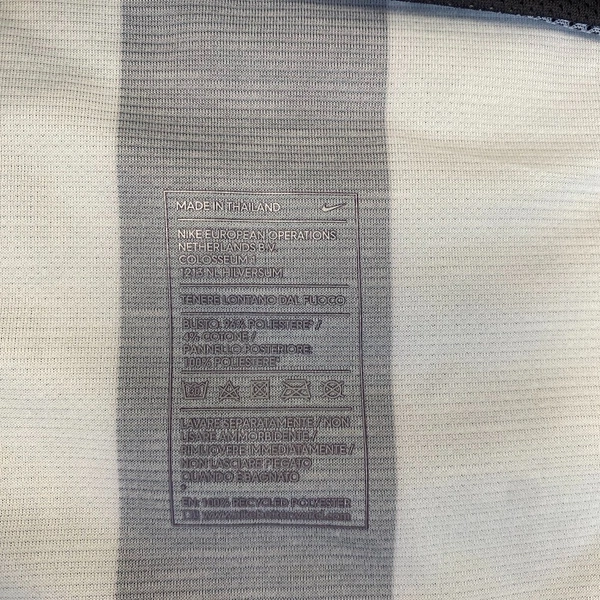 MADE IN THAILAND
NIKE EUROPEAN OPERATIONS
NETHERLANDS B.V.
COLOSSEUM 1
1213 NL HILVERSUM
TENERE LONTANO DAL FUOCO
BUSTO: 96% POLIESTERE* /
4% COTONE /
PANNELLO POSTERIORE:
100% POLIESTERE*
LAVARE SEPARATAMENTE / NON
USARE AMMORBIDENTE /
RIMUOVERE IMMEDIATAMENTE /
NON LASCIARE PIEGATO
QUANDO È BAGNATO
*
EN: 100% RECYCLED POLYESTER